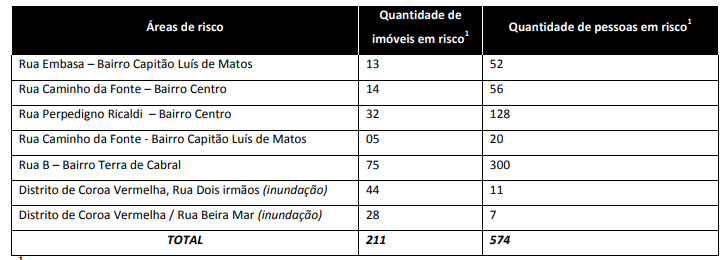 Áreas de risco Quantidade de imóveis em risco1 Quantidade de pessoas em risco1
Rua Embasa – Bairro Capitão Luís de Matos 13 52
Rua Caminho da Fonte – Bairro Centro 14 56
Rua Perpedigno Ricaldi – Bairro Centro 32 128
Rua Caminho da Fonte - Bairro Capitão Luís de Matos 05 20
Rua B – Bairro Terra de Cabral 75 300
Distrito de Coroa Vermelha, Rua Dois irmãos (inundação) 44 11
Distrito de Coroa Vermelha / Rua Beira Mar (inundação) 28 7
TOTAL 211 574
1